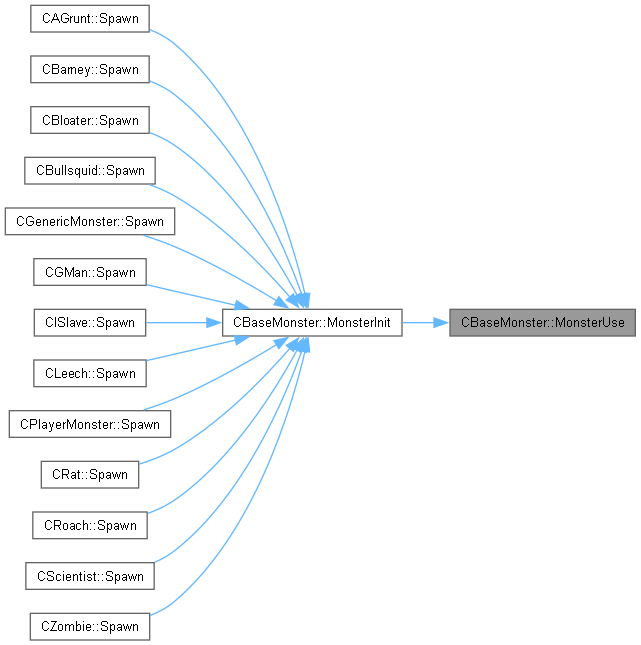 CAGrunt::Spawn
CBarney::Spawn
CBloater::Spawn
CBullsquid::Spawn
CGenericMonster::Spawn
CGMan::Spawn
CISlave::Spawn
CBaseMonster::MonsterInit
CBaseMonster::MonsterUse
CLeech::Spawn
CPlayerMonster::Spawn
CRat::Spawn
CRoach::Spawn
CScientist::Spawn
CZombie::Spawn